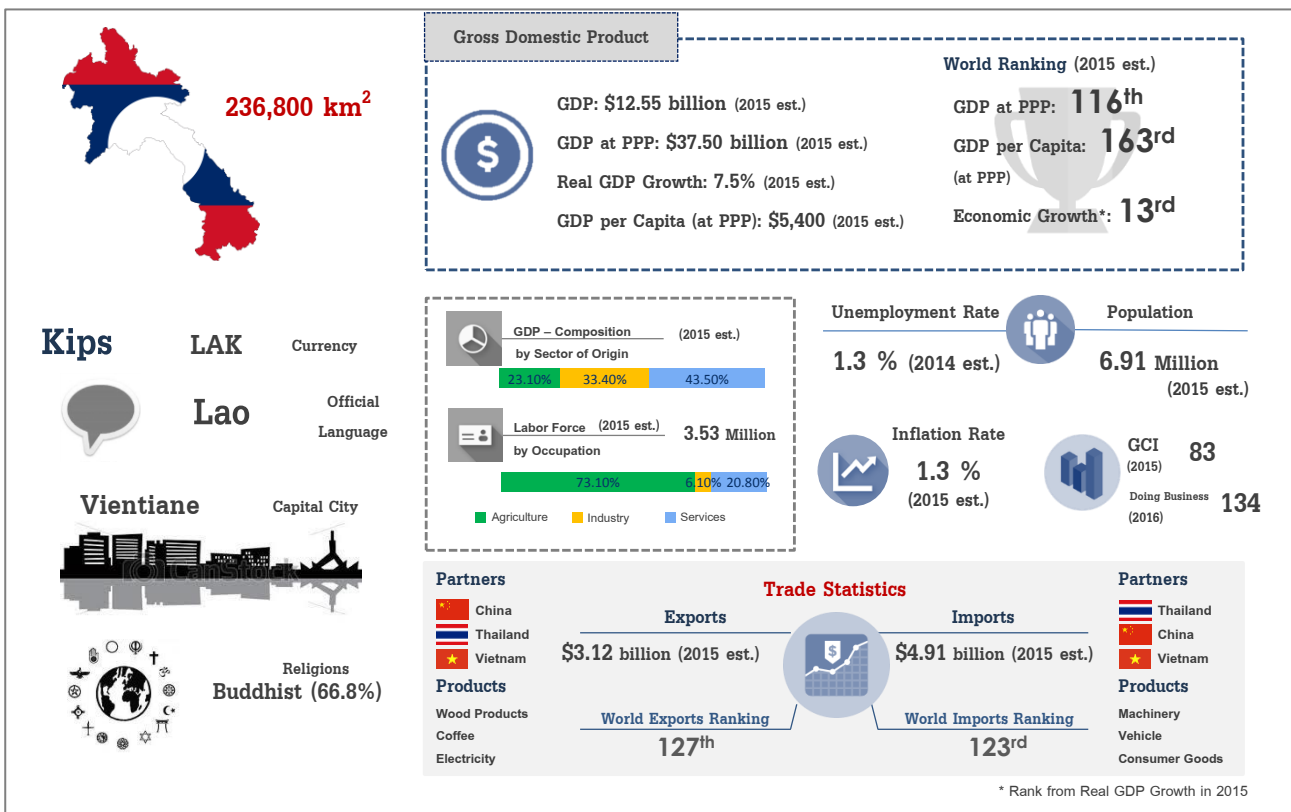 236,800 km²
Kips LAK Currency
Lao Official
Language
Vientiane Capital City
CanStock
Religions
Buddhist (66.8%)
Gross Domestic Product
GDP: $12.55 billion (2015 est.)
GDP at PPP: $37.50 billion (2015 est.)
Real GDP Growth: 7.5% (2015 est.)
GDP per Capita (at PPP): $5,400 (2015 est.)
World Ranking (2015 est.)
GDP at PPP: 116th
GDP per Capita: 163rd
(at PPP)
Economic Growth*: 13rd
GDP – Composition (2015 est.)
by Sector of Origin
23.10% 33.40% 43.50%
Labor Force (2015 est.) 3.53 Million
by Occupation
73.10% 6.10% 20.80%
Agriculture Industry Services
Unemployment Rate Population
1.3 % (2014 est.) 6.91 Million
(2015 est.)
Inflation Rate
1.3 %
(2015 est.)
GCI 83
(2015)
Doing Business 134
(2016)
Trade Statistics
Partners
China
Thailand
Vietnam
Products
Wood Products
Coffee
Electricity
Exports
$3.12 billion (2015 est.)
World Exports Ranking
127th
Imports
$4.91 billion (2015 est.)
World Imports Ranking
123rd
Partners
Thailand
China
Vietnam
Products
Machinery
Vehicle
Consumer Goods
* Rank from Real GDP Growth in 2015